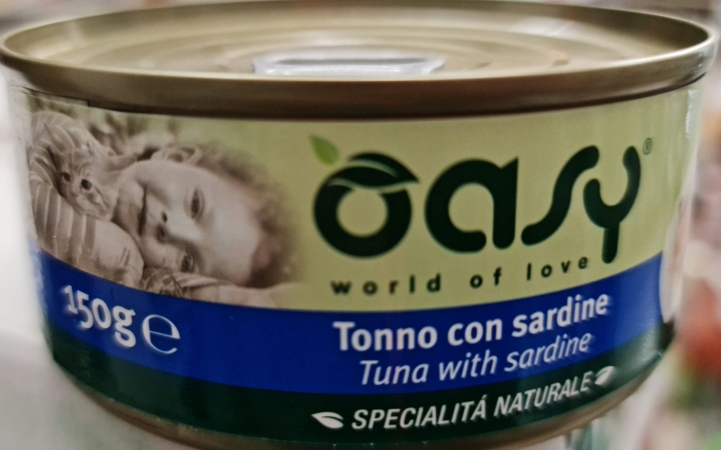 oasy®
world of love
150g ℮
Tonno con sardine
Tuna with sardine
SPECIALITÁ NATURALE